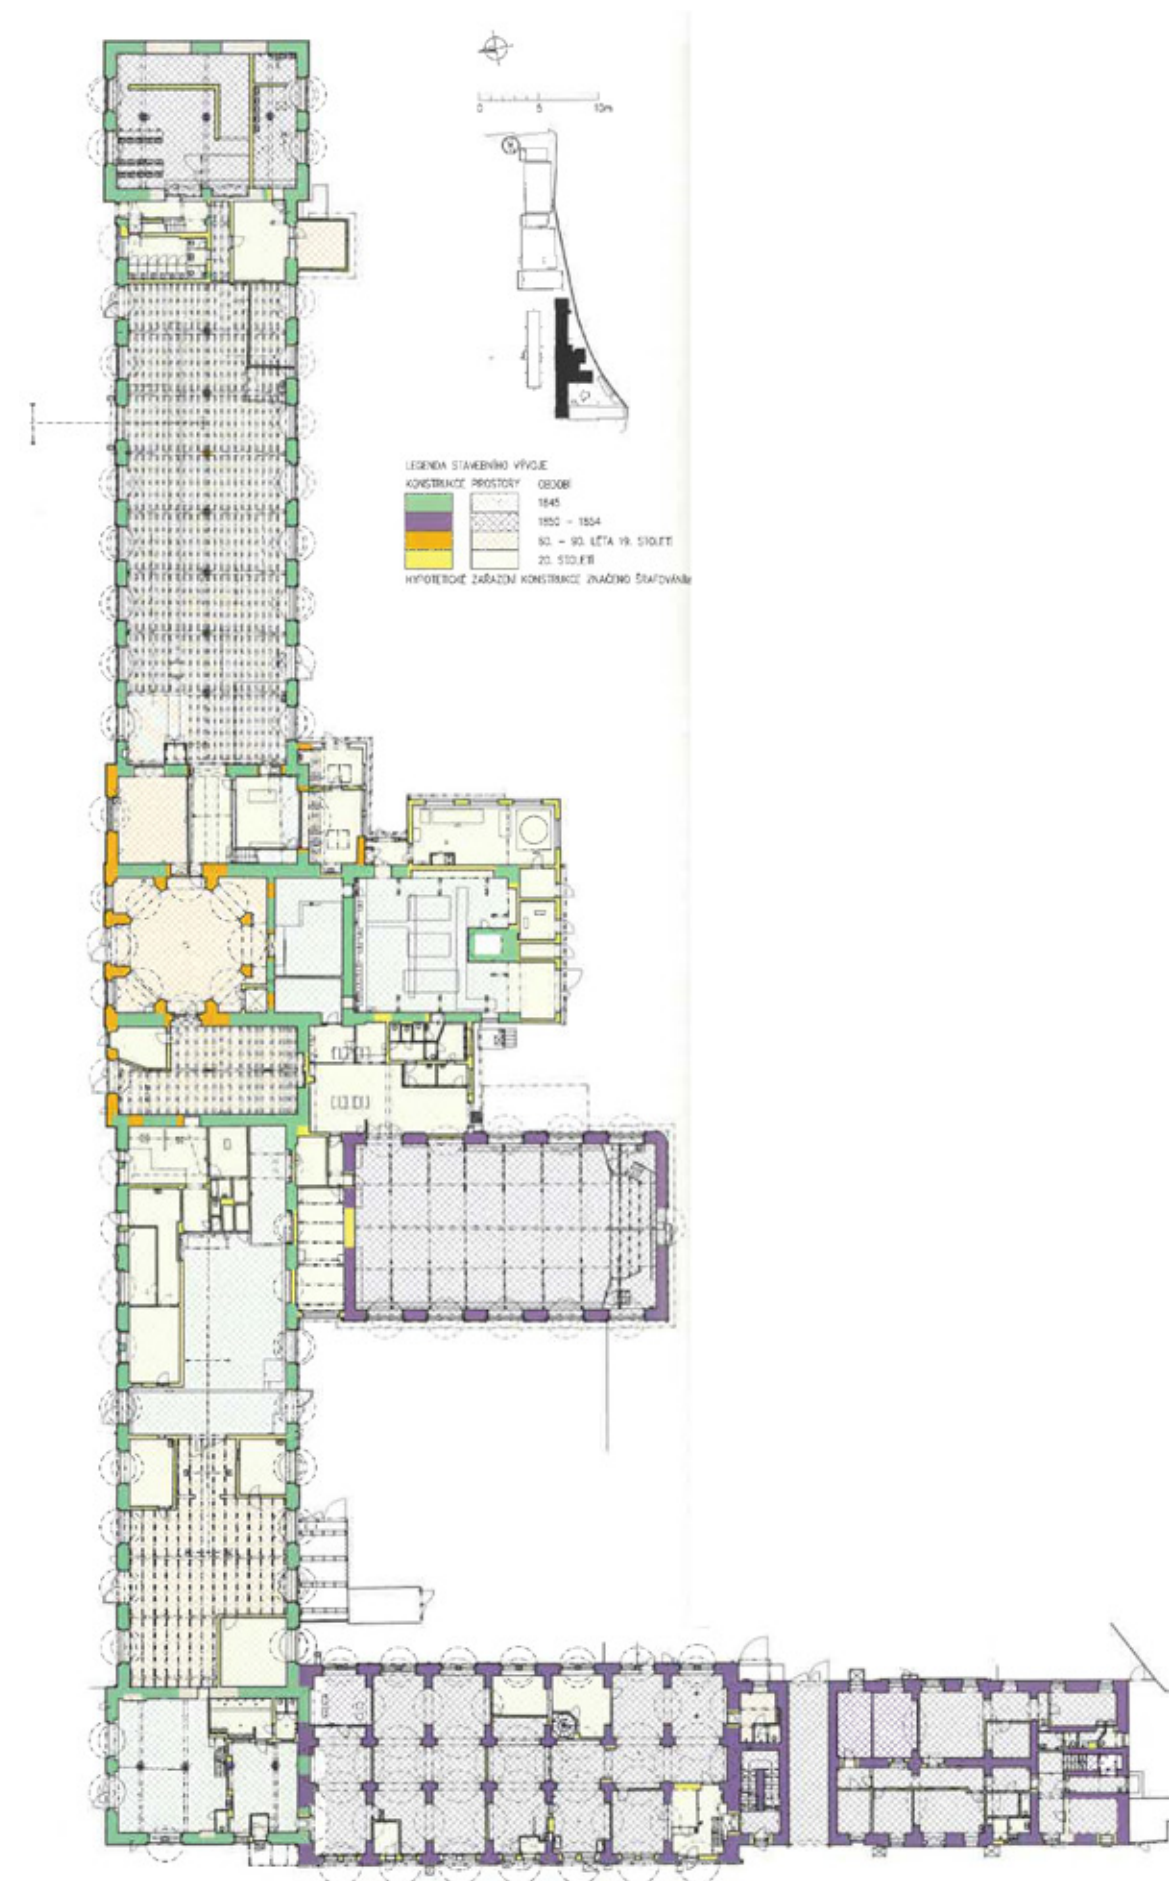 0 5 10m
LEGENDA STAVEBNÍHO VÝVOJE
KONSTRUKCE PROSTORY OBDOBÍ
1845
1850 - 1854
60. - 90. LÉTA 19. STOLETÍ
20. STOLETÍ
HYPOTETICKÉ ZAŘAZENÍ KONSTRUKCE ZNAČENO ŠRAFOVÁNÍM